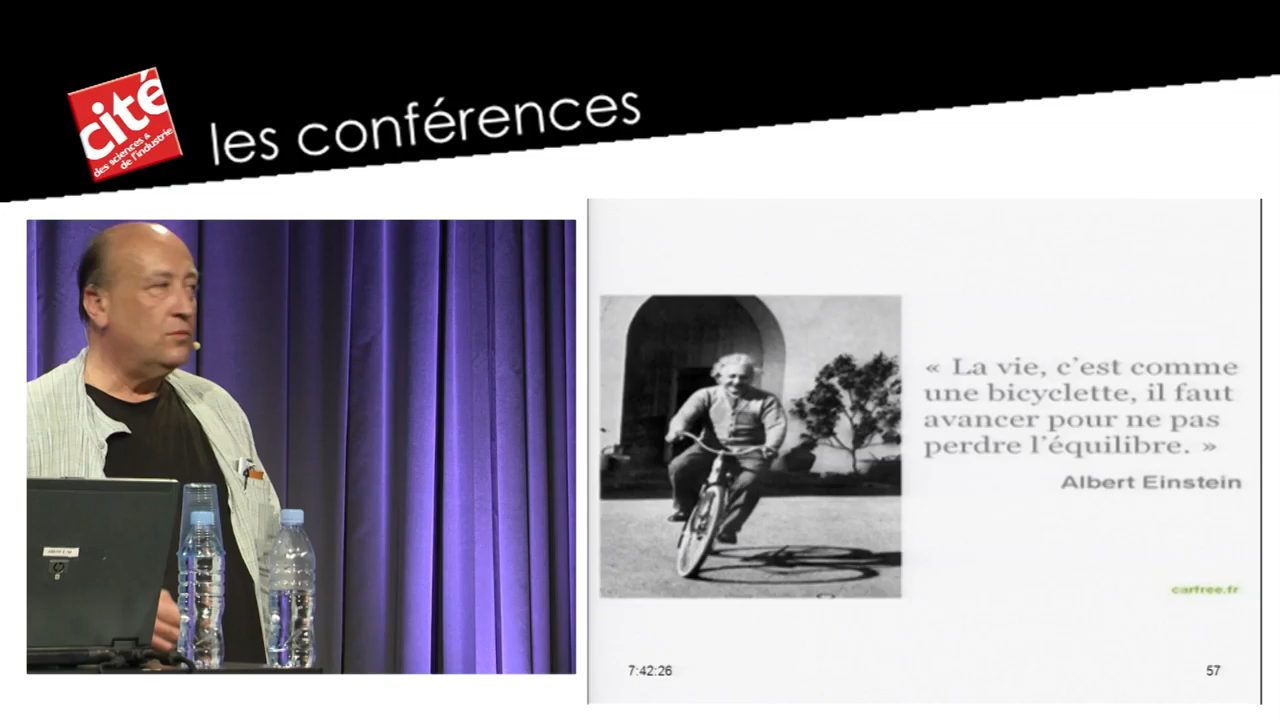 cité
des sciences &
de l'industrie
les conférences
« La vie, c'est comme
une bicyclette, il faut
avancer pour ne pas
perdre l'équilibre. »
Albert Einstein
carfree.fr
7:42:26
57